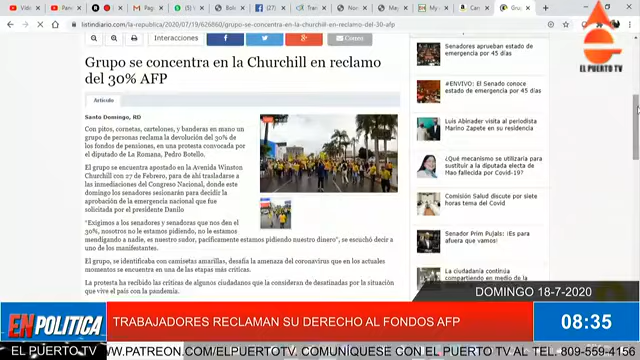 listindiario.com/la-republica/2020/07/19/626860/grupo-se-concentra-en-la-churchill-en-reclamo-del-30-afp
Interacciones
Correo
Grupo se concentra en la Churchill en reclamo
del 30% AFP
Artículo
Santo Domingo, RD
Con pitos, cornetas, cartelones, y banderas en mano un
grupo de personas reclama la devolución del 30% de
de los fondos de pensiones, en una protesta convocada por
el diputado de La Romana, Pedro Botello.
El grupo se encuentra apostado en la Avenida Winston
Churchill con 27 de Febrero, para de ahí trasladarse a
las inmediaciones del Congreso Nacional, donde este
domingo los senadores sesionarán para decidir la
aprobación de la emergencia nacional que fue
solicitada por el presidente Danilo
"Exigimos a los senadores y senadoras que nos den el
30%, nosotros no le estamos pidiendo, no le estamos
mendigando a nadie, es nuestro sudor, pacíficamente estamos pidiendo nuestro dinero", se escuchó decir a
uno de los manifestantes.
El grupo, se identificaba con camisetas amarillas, desafía la amenaza del coronavirus que en los actuales
momentos se encuentra en una de las etapas más críticas.
La protesta ha recibido las críticas de algunos ciudadanos que la consideran de desatinadas por la situación
que vive el país con la pandemia.
Senadores aprueban estado de
emergencia por 45 días
#ENVIVO: El Senado conoce
estado de emergencia por 45 días
Luis Abinader visita al periodista
Marino Zapete en su residencia
¿Qué mecanismo se utilizaría para
sustituir a la diputada electa de
Mao fallecida por Covid-19?
Comisión Salud discute por siete
horas tema del Covid
Senador Prim Pujals: ¡Es para
afuera que vamos!
La ciudadanía continúa
compartiendo en medio de la
EL PUERTO TV
DOMINGO 18-7-2020
EN POLITICA
TRABAJADORES RECLAMAN SU DERECHO AL FONDOS AFP
08:35
EL PUERTO TV
WWW.PATREON.COM/ELPUERTOTV. COMUNÍQUESE CON EL PUERTO TV AL TEL- 809-559-4156